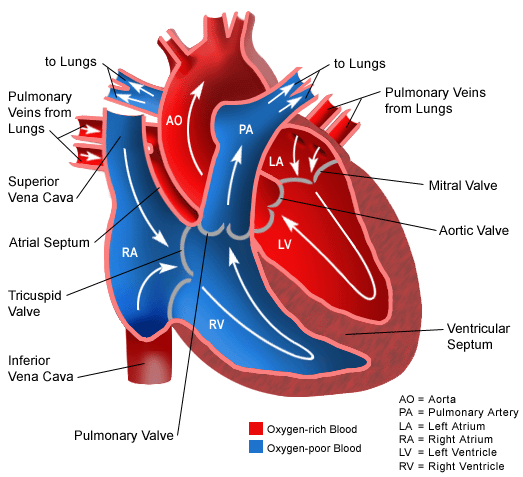 to Lungs
to Lungs
Pulmonary
Veins from
Lungs
Pulmonary Veins
from Lungs
AO
PA
LA
Superior
Vena Cava
Mitral Valve
Aortic Valve
Atrial Septum
RA
LV
Tricuspid
Valve
RV
Ventricular
Septum
Inferior
Vena Cava
Pulmonary Valve
Oxygen-rich Blood
Oxygen-poor Blood
AO = Aorta
PA = Pulmonary Artery
LA = Left Atrium
RA = Right Atrium
LV = Left Ventricle
RV = Right Ventricle